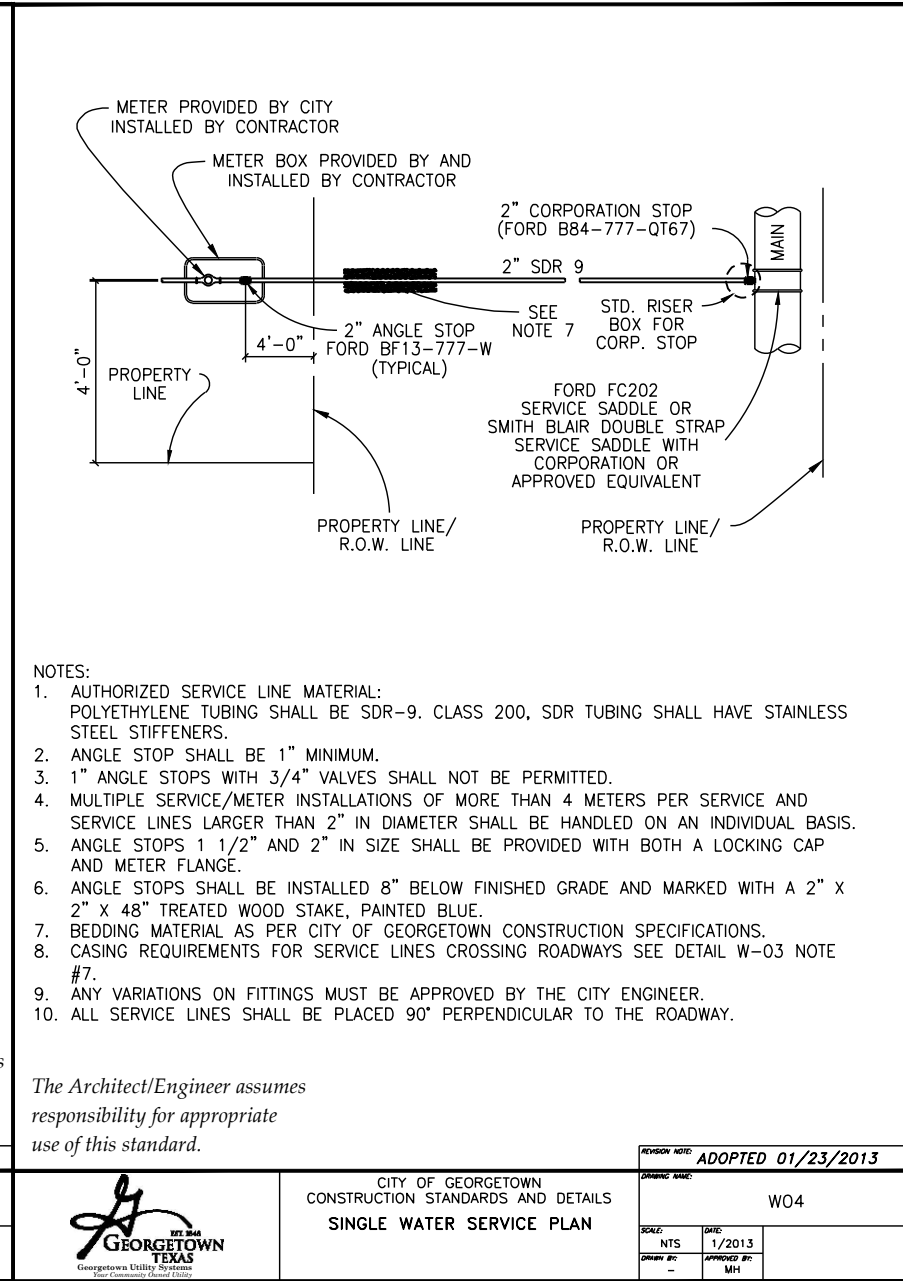 METER PROVIDED BY CITY
INSTALLED BY CONTRACTOR
METER BOX PROVIDED BY AND
INSTALLED BY CONTRACTOR
2" CORPORATION STOP
(FORD B84-777-QT67)
MAIN
2" SDR 9
SEE
NOTE 7
STD. RISER
BOX FOR
CORP. STOP
2" ANGLE STOP
FORD BF13-777-W
(TYPICAL)
4'-0"
4'-0"
PROPERTY
LINE
FORD FC202
SERVICE SADDLE OR
SMITH BLAIR DOUBLE STRAP
SERVICE SADDLE WITH
CORPORATION OR
APPROVED EQUIVALENT
PROPERTY LINE/
R.O.W. LINE
PROPERTY LINE/
R.O.W. LINE
NOTES:
1. AUTHORIZED SERVICE LINE MATERIAL:
POLYETHYLENE TUBING SHALL BE SDR-9. CLASS 200, SDR TUBING SHALL HAVE STAINLESS
STEEL STIFFENERS.
2. ANGLE STOP SHALL BE 1" MINIMUM.
3. 1" ANGLE STOPS WITH 3/4" VALVES SHALL NOT BE PERMITTED.
4. MULTIPLE SERVICE/METER INSTALLATIONS OF MORE THAN 4 METERS PER SERVICE AND
SERVICE LINES LARGER THAN 2" IN DIAMETER SHALL BE HANDLED ON AN INDIVIDUAL BASIS.
5. ANGLE STOPS 1 1/2" AND 2" IN SIZE SHALL BE PROVIDED WITH BOTH A LOCKING CAP
AND METER FLANGE.
6. ANGLE STOPS SHALL BE INSTALLED 8" BELOW FINISHED GRADE AND MARKED WITH A 2" X
2" X 48" TREATED WOOD STAKE, PAINTED BLUE.
7. BEDDING MATERIAL AS PER CITY OF GEORGETOWN CONSTRUCTION SPECIFICATIONS.
8. CASING REQUIREMENTS FOR SERVICE LINES CROSSING ROADWAYS SEE DETAIL W-03 NOTE
#7.
9. ANY VARIATIONS ON FITTINGS MUST BE APPROVED BY THE CITY ENGINEER.
10. ALL SERVICE LINES SHALL BE PLACED 90° PERPENDICULAR TO THE ROADWAY.
s
The Architect/Engineer assumes
responsibility for appropriate
use of this standard.
REVISION NOTE: ADOPTED 01/23/2013
G
EST. 1848
GEORGETOWN
TEXAS
Georgetown Utility Systems
Your Community Owned Utility
CITY OF GEORGETOWN
CONSTRUCTION STANDARDS AND DETAILS
SINGLE WATER SERVICE PLAN
DRAWING NAME:
W04
SCALE: NTS
DATE: 1/2013
DRAWN BY: -
APPROVED BY: MH